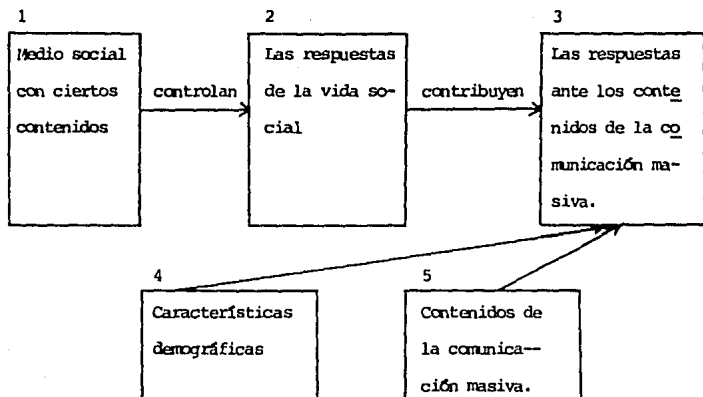 1
Medio social
con ciertos
contenidos
controlan
2
Las respuestas
de la vida so-
cial
contribuyen
3
Las respuestas
ante los conte
nidos de la co
municación ma-
siva.
4
Características
demográficas
5
Contenidos de
la comunica--
ción masiva.